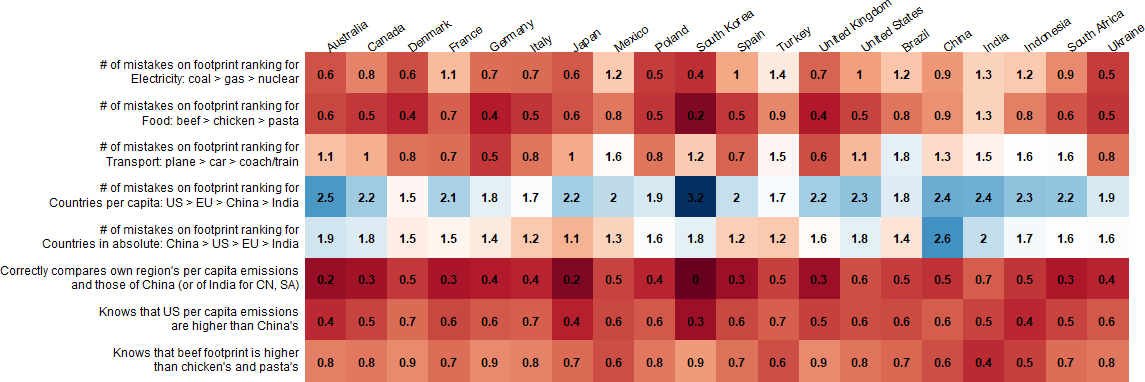 Australia Canada Denmark France Germany Italy Japan Mexico Poland South Korea Spain Turkey United Kingdom United States Brazil China India Indonesia South Africa Ukraine
# of mistakes on footprint ranking for
Electricity: coal > gas > nuclear
0.6 0.8 0.6 1.1 0.7 0.7 0.6 1.2 0.5 0.4 1 1.4 0.7 1 1.2 0.9 1.3 1.2 0.9 0.5
# of mistakes on footprint ranking for
Food: beef > chicken > pasta
0.6 0.5 0.4 0.7 0.4 0.5 0.6 0.8 0.5 0.2 0.5 0.9 0.4 0.5 0.8 0.9 1.3 0.8 0.6 0.5
# of mistakes on footprint ranking for
Transport: plane > car > coach/train
1.1 1 0.8 0.7 0.5 0.8 1 1.6 0.8 1.2 0.7 1.5 0.6 1.1 1.8 1.3 1.5 1.6 1.6 0.8
# of mistakes on footprint ranking for
Countries per capita: US > EU > China > India
2.5 2.2 1.5 2.1 1.8 1.7 2.2 2 1.9 3.2 2 1.7 2.2 2.3 1.8 2.4 2.4 2.3 2.2 1.9
# of mistakes on footprint ranking for
Countries in absolute: China > US > EU > India
1.9 1.8 1.5 1.5 1.4 1.2 1.1 1.3 1.6 1.8 1.2 1.2 1.6 1.8 1.4 2.6 2 1.7 1.6 1.6
Correctly compares own region's per capita emissions
and those of China (or of India for CN, SA)
0.2 0.3 0.5 0.3 0.4 0.4 0.2 0.5 0.4 0 0.3 0.5 0.3 0.6 0.5 0.5 0.7 0.5 0.3 0.4
Knows that US per capita emissions
are higher than China's
0.4 0.5 0.7 0.6 0.6 0.7 0.4 0.6 0.6 0.3 0.6 0.7 0.5 0.6 0.6 0.6 0.5 0.4 0.5 0.6
Knows that beef footprint is higher
than chicken's and pasta's
0.8 0.8 0.9 0.7 0.9 0.8 0.7 0.6 0.8 0.9 0.7 0.6 0.9 0.8 0.7 0.6 0.4 0.5 0.7 0.8